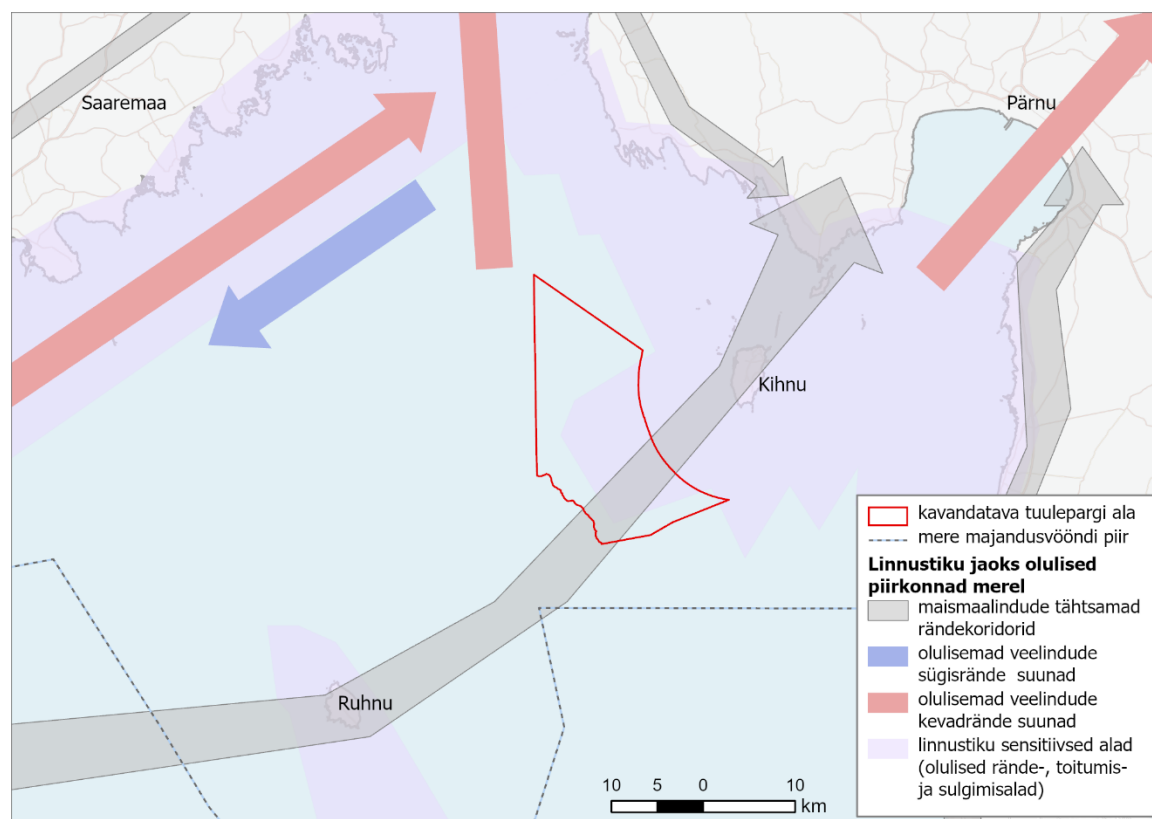 Saaremaa
Pärnu
Kihnu
Ruhnu
10 5 0 10
km
kavandatava tuulepargi ala
mere majandusvööndi piir
Linnustiku jaoks olulised
piirkonnad merel
maismaalindude tähtsamad
rändekoridorid
olulisemad veelindude
sügisrände suunad
olulisemad veelindude
kevadrände suunad
linnustiku sensitiivsed alad
(olulised rände-, toitumis-
ja sulgimisalad)